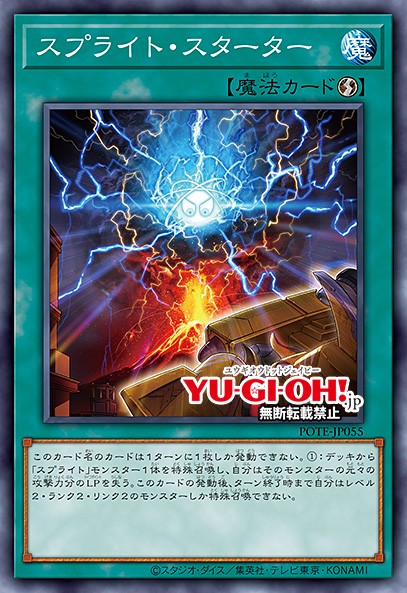 スプライト・スターター
魔
【魔法カード】
ユウギオウドットジェイピー
YU-GI-OH!.jp
無断転載禁止
POTE-JP055
このカード名のカードは1ターンに1枚しか発動できない。①:デッキから
「スプライト」モンスター1体を特殊召喚し、自分はそのモンスターの元々の
攻撃力分のLPを失う。このカードの発動後、ターン終了時まで自分はレベル
2・ランク2・リンク2のモンスターしか特殊召喚できない。
©スタジオ・ダイス/集英社・テレビ東京・KONAMI